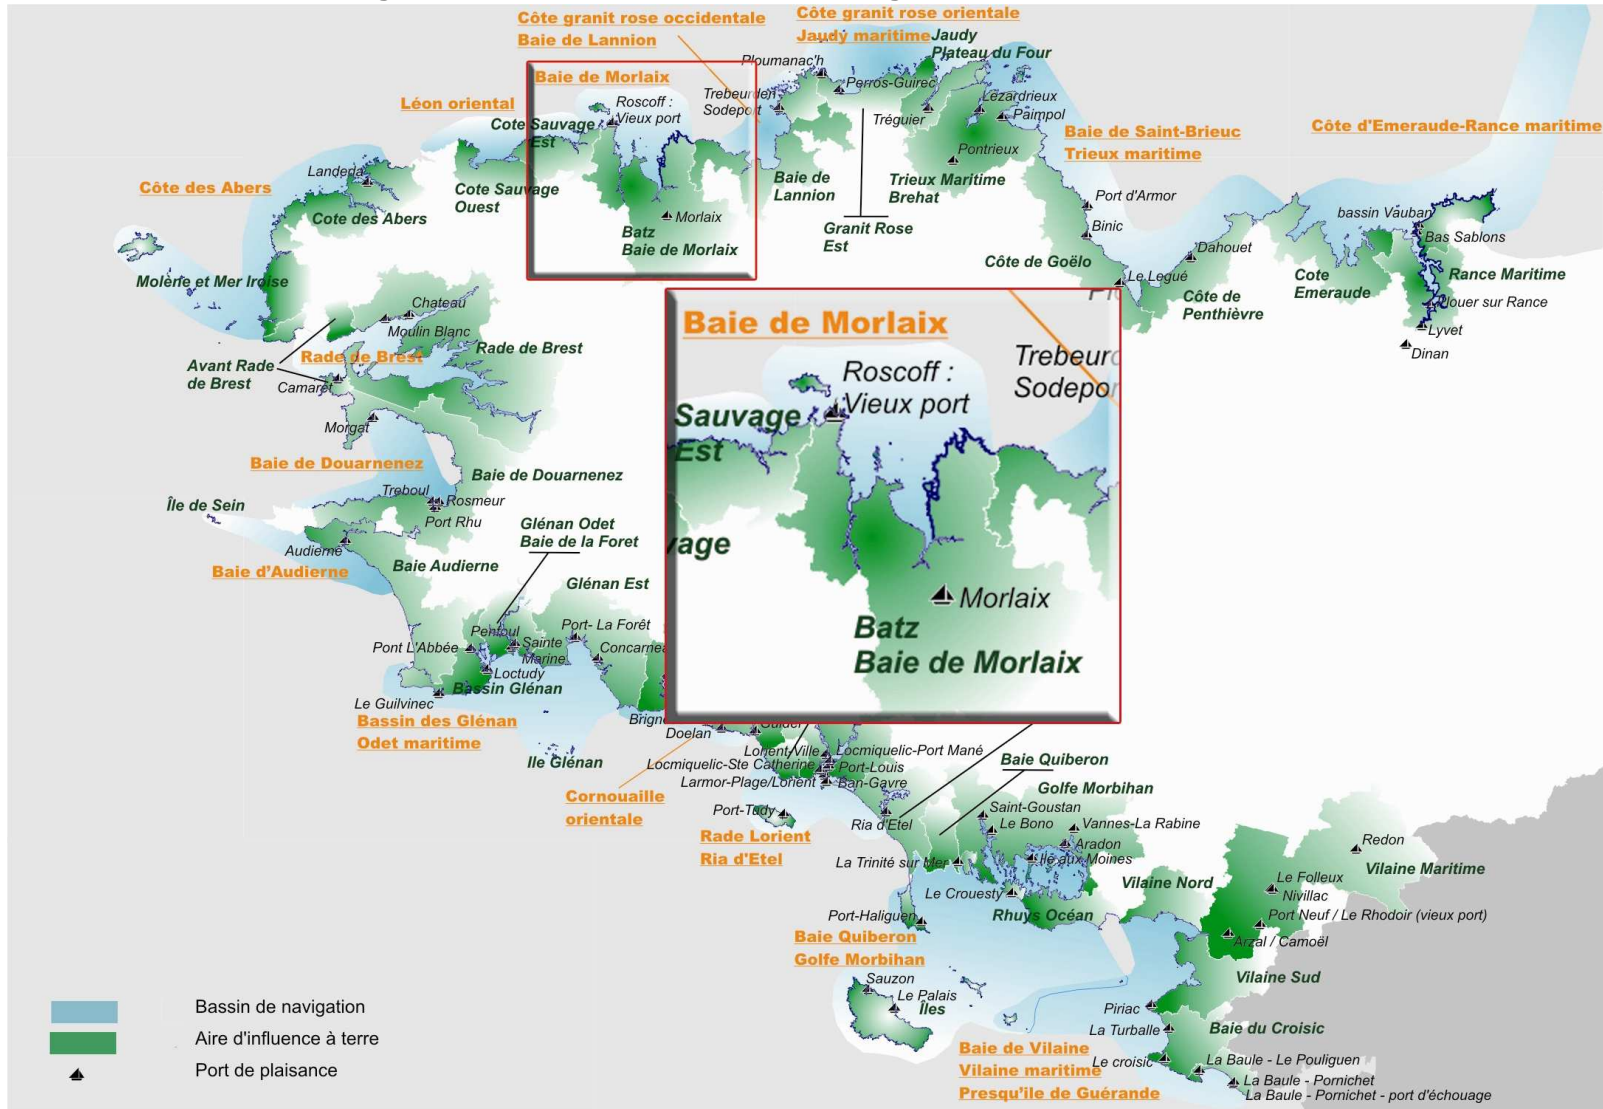 Côte granit rose occidentale
Baie de Lannion
Côte granit rose orientale
Jaudy maritime
Jaudy
Plateau du Four
Ploumanac'h
Perros-Guirec
Baie de Morlaix
Léon oriental
Roscoff :
Vieux port
Trebeurden
Sodeport
Lézardrieux
Tréguier
Paimpol
Cote Sauvage
Est
Baie de Saint-Brieuc
Trieux maritime
Côte d'Emeraude-Rance maritime
Pontrieux
Landeda
Côte des Abers
Cote Sauvage
Ouest
Baie de
Lannion
Trieux Maritime
Brehat
Port d'Armor
Cote des Abers
Morlaix
Batz
Baie de Morlaix
Granit Rose
Est
Binic
bassin Vauban
Bas Sablons
Dahouet
Côte de Goëlo
Le Legué
Cote
Emeraude
Rance Maritime
Molène et Mer Iroise
Côte de
Penthièvre
Plouer sur Rance
Lyvet
Dinan
Chateau
Moulin Blanc
Rade de Brest
Rade de Brest
Avant Rade
de Brest
Camaret
Morgat
Baie de Morlaix
Roscoff :
Vieux port
Trebeurd
Sodepor
Sauvage
Est
vage
Morlaix
Batz
Baie de Morlaix
Baie de Douarnenez
Baie de Douarnenez
Treboul
Rosmeur
Port Rhu
Île de Sein
Glénan Odet
Baie de la Foret
Audierne
Baie d'Audierne
Baie Audierne
Glénan Est
Port- La Forêt
Penfoul
Pont L'Abbée
Sainte
Marine
Concarnea
Loctudy
Bassin Glénan
Le Guilvinec
Bassin des Glénan
Odet maritime
Brign
Doelan
Guidel
Ile Glénan
Lorient-Ville
Locmiquelic-Port Mané
Locmiquelic-Ste Catherine
Port-Louis
Larmor-Plage/Lorient
Ban-Gavre
Baie Quiberon
Cornouaille
orientale
Golfe Morbihan
Port-Tudy
Ria d'Etel
Saint-Goustan
Le Bono
Vannes-La Rabine
Rade Lorient
Ria d'Etel
Aradon
La Trinité sur Mer
Ile aux Moines
Redon
Vilaine Maritime
Le Crouesty
Vilaine Nord
Le Folleux
Nivillac
Port-Haliguen
Rhuys Océan
Port Neuf / Le Rhodoir (vieux port)
Arzal / Camoël
Baie Quiberon
Golfe Morbihan
Vilaine Sud
Sauzon
Le Palais
Îles
Piriac
La Turballe
Baie du Croisic
Baie de Vilaine
Vilaine maritime
Presqu'ile de Guérande
Le croisic
La Baule - Le Pouliguen
La Baule - Pornichet
La Baule - Pornichet - port d'échouage
Bassin de navigation
Aire d'influence à terre
Port de plaisance